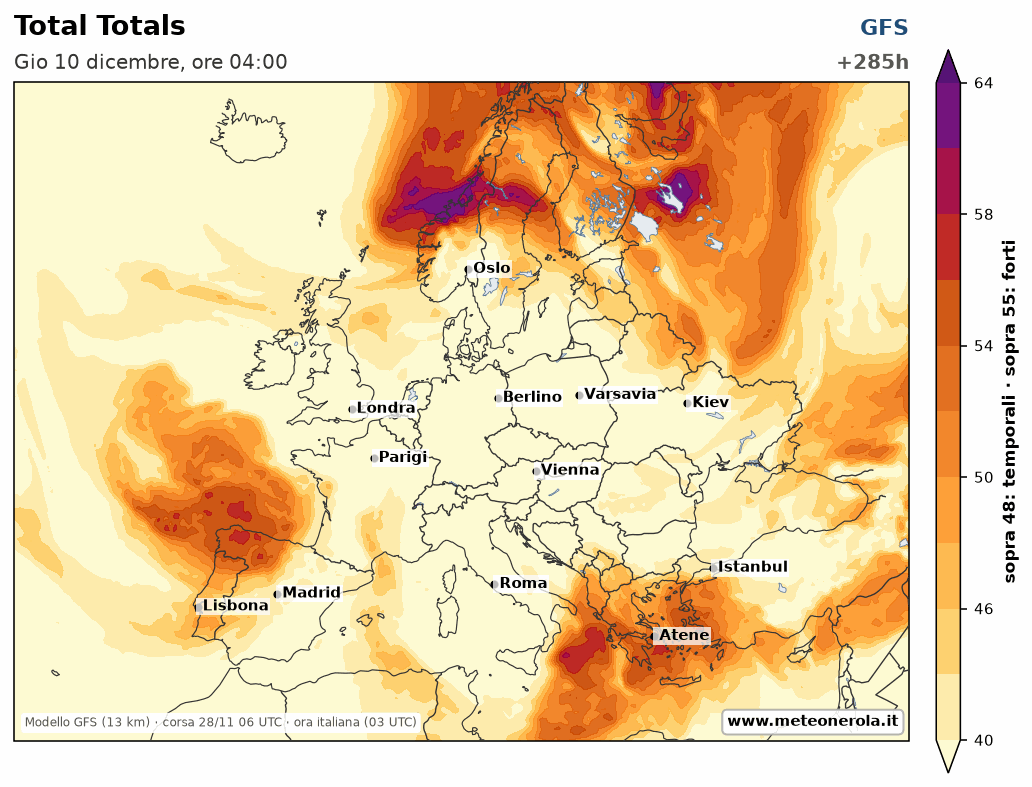 Total Totals
GFS
Gio 10 dicembre, ore 04:00
+285h
64
58
54
50
46
40
sopra 48: temporali · sopra 55: forti
Oslo
Berlino
Varsavia
Kiev
Londra
Parigi
Vienna
Istanbul
Roma
Madrid
Lisbona
Atene
Modello GFS (13 km) · corsa 28/11 06 UTC · ora italiana (03 UTC)
www.meteonerola.it